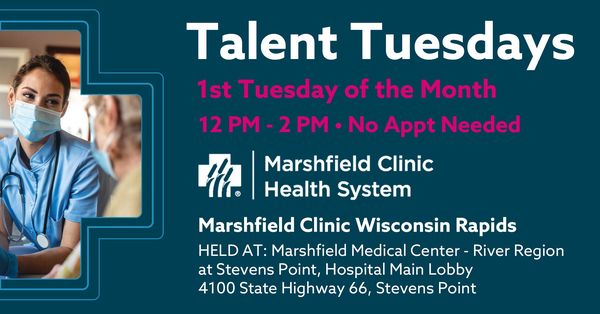 Talent Tuesdays
1st Tuesday of the Month
12 PM - 2 PM • No Appt Needed
Marshfield Clinic
Health System
®
Marshfield Clinic Wisconsin Rapids
HELD AT: Marshfield Medical Center - River Region
at Stevens Point, Hospital Main Lobby
4100 State Highway 66, Stevens Point